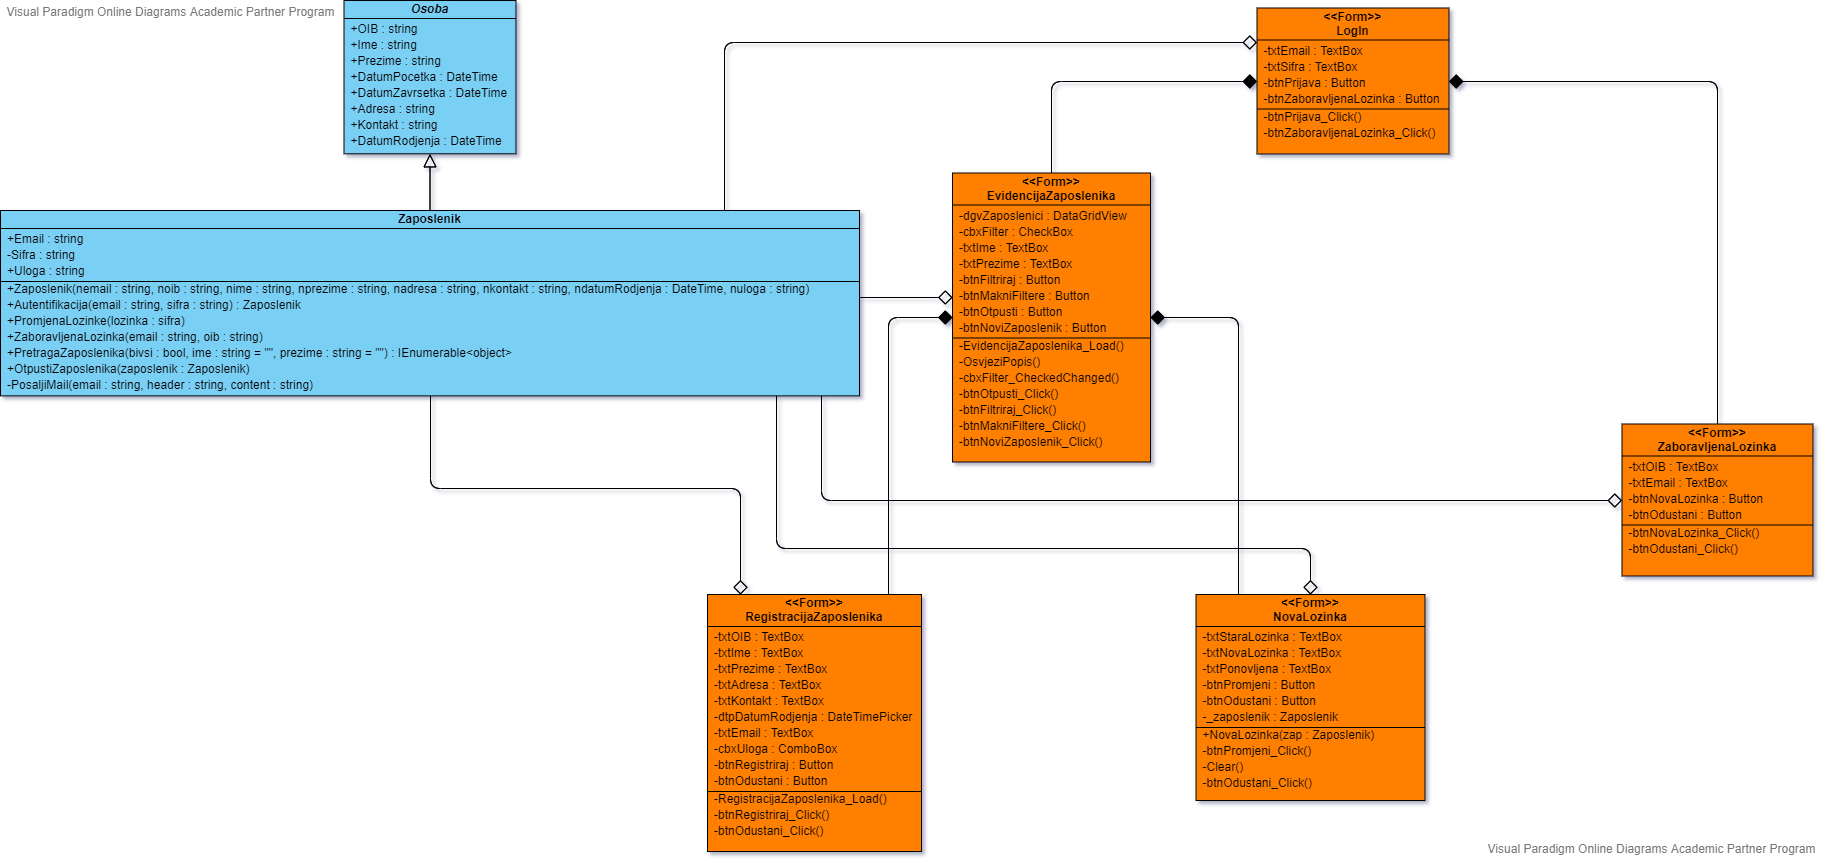 Visual Paradigm Online Diagrams Academic Partner Program
Osoba
+OIB : string
+Ime : string
+Prezime : string
+DatumPocetka : DateTime
+DatumZavrsetka : DateTime
+Adresa : string
+Kontakt : string
+DatumRodjenja : DateTime
<<Form>>
LogIn
-txtEmail : TextBox
-txtSifra : TextBox
-btnPrijava : Button
-btnZaboravljenaLozinka : Button
-btnPrijava_Click()
-btnZaboravljenaLozinka_Click()
Zaposlenik
+Email : string
-Sifra : string
+Uloga : string
+Zaposlenik(nemail : string, noib : string, nime : string, nprezime : string, nadresa : string, nkontakt : string, ndatumRodjenja : DateTime, nuloga : string)
+Autentifikacija(email : string, sifra : string) : Zaposlenik
+PromjenaLozinke(lozinka : sifra)
+ZaboravljenaLozinka(email : string, oib : string)
+PretragaZaposlenika(bivsi : bool, ime : string = "", prezime : string = "") : IEnumerable<object>
+OtpustiZaposlenika(zaposlenik : Zaposlenik)
-PosaljiMail(email : string, header : string, content : string)
<<Form>>
EvidencijaZaposlenika
-dgvZaposlenici : DataGridView
-cbxFilter : CheckBox
-txtIme : TextBox
-txtPrezime : TextBox
-btnFiltriraj : Button
-btnMakniFiltere : Button
-btnOtpusti : Button
-btnNoviZaposlenik : Button
-EvidencijaZaposlenika_Load()
-OsvjeziPopis()
-cbxFilter_CheckedChanged()
-btnOtpusti_Click()
-btnFiltriraj_Click()
-btnMakniFiltere_Click()
-btnNoviZaposlenik_Click()
<<Form>>
ZaboravljenaLozinka
-txtOIB : TextBox
-txtEmail : TextBox
-btnNovaLozinka : Button
-btnOdustani : Button
-btnNovaLozinka_Click()
-btnOdustani_Click()
<<Form>>
RegistracijaZaposlenika
-txtOIB : TextBox
-txtIme : TextBox
-txtPrezime : TextBox
-txtAdresa : TextBox
-txtKontakt : TextBox
-dtpDatumRodjenja : DateTimePicker
-txtEmail : TextBox
-cbxUloga : ComboBox
-btnRegistriraj : Button
-btnOdustani : Button
-RegistracijaZaposlenika_Load()
-btnRegistriraj_Click()
-btnOdustani_Click()
<<Form>>
NovaLozinka
-txtStaraLozinka : TextBox
-txtNovaLozinka : TextBox
-txtPonovljena : TextBox
-btnPromjeni : Button
-btnOdustani : Button
-_zaposlenik : Zaposlenik
+NovaLozinka(zap : Zaposlenik)
-btnPromjeni_Click()
-Clear()
-btnOdustani_Click()
Visual Paradigm Online Diagrams Academic Partner Program